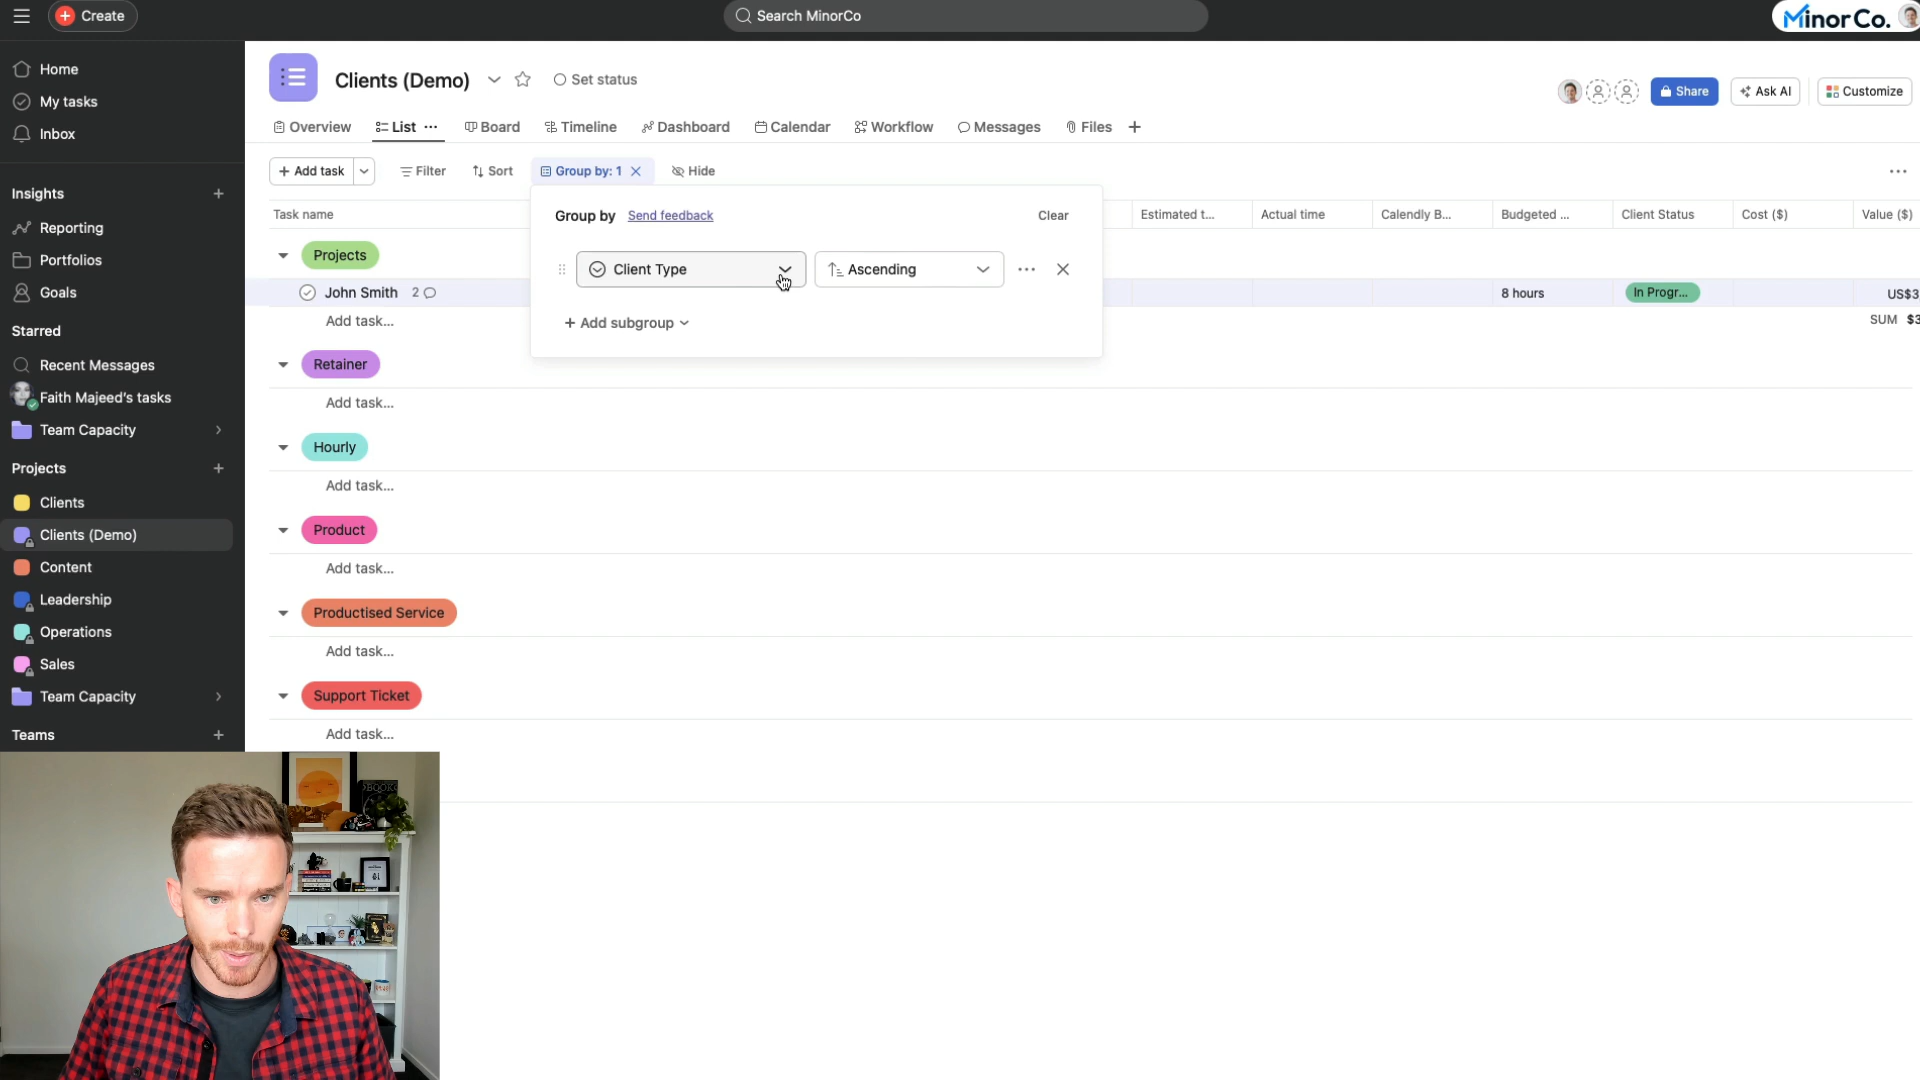 Create
Search MinorCo
MinorCo.
Home
My tasks
Inbox
Insights
Reporting
Portfolios
Goals
Starred
Recent Messages
Faith Majeed's tasks
Team Capacity
Projects
Clients
Clients (Demo)
Content
Leadership
Operations
Sales
Team Capacity
Teams
Clients (Demo)
Set status
Share
Ask AI
Customize
Overview
List
Board
Timeline
Dashboard
Calendar
Workflow
Messages
Files
Add task
Filter
Sort
Group by: 1
Hide
Task name
Estimated t...
Actual time
Calendly B...
Budgeted ...
Client Status
Cost ($)
Value ($)
Group by
Send feedback
Clear
Client Type
Ascending
+ Add subgroup
Projects
John Smith 2
8 hours
In Progr...
US$3
Add task...
SUM $3
Retainer
Add task...
Hourly
Add task...
Product
Add task...
Productised Service
Add task...
Support Ticket
Add task...